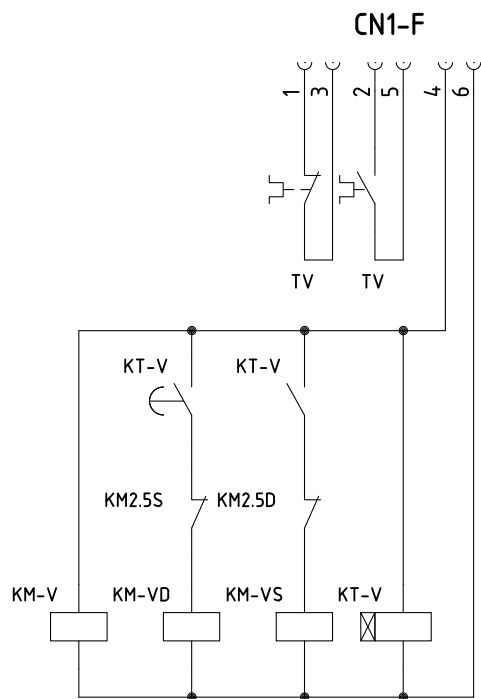 CN1-F
1 3 2 5 4 6
TV TV
KT-V KT-V
KM2.5S KM2.5D
KM-V KM-VD KM-VS KT-V